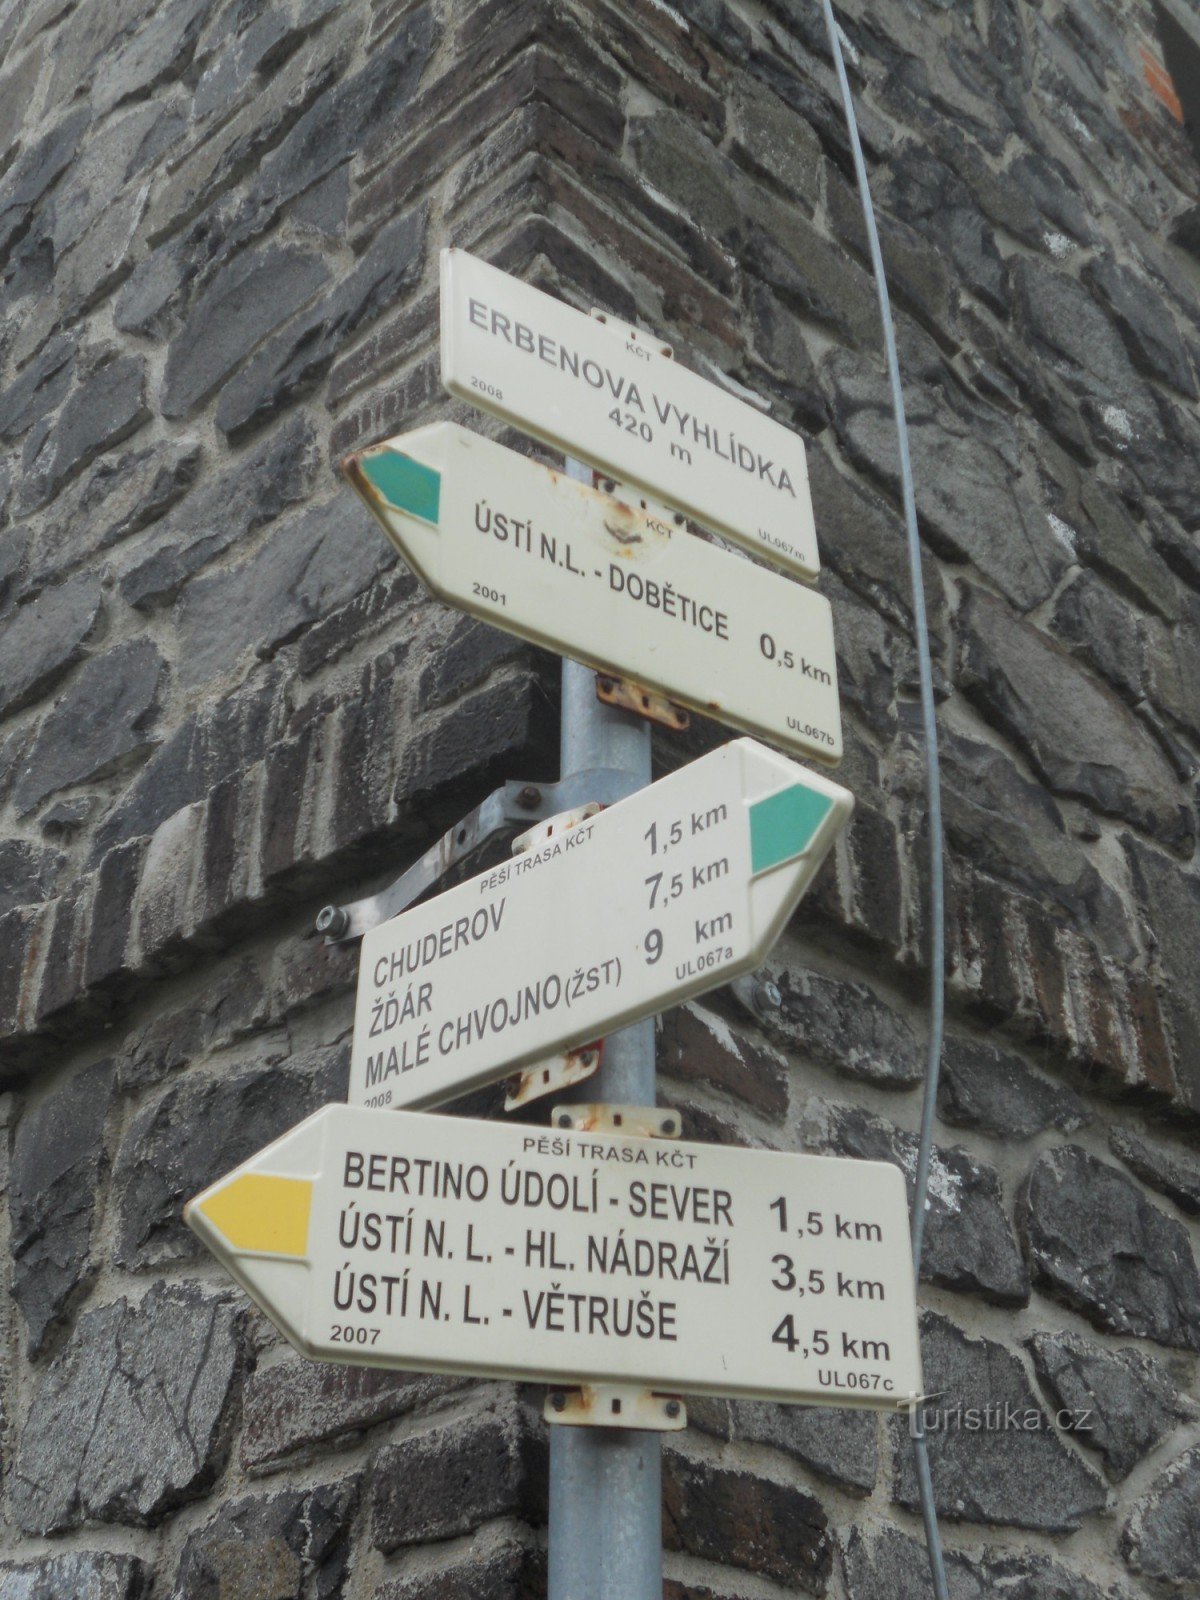 KČT
ERBENOVA VYHLÍDKA
420 m
2008
UL067m
KČT
ÚSTÍ N.L. - DOBĚTICE 0,5 km
2001
UL067b
PĚŠÍ TRASA KČT
CHUDEROV 1,5 km
ŽĎÁR 7,5 km
MALÉ CHVOJNO(ŽST) 9 km
2008
UL067a
PĚŠÍ TRASA KČT
BERTINO ÚDOLÍ - SEVER 1,5 km
ÚSTÍ N. L. - HL. NÁDRAŽÍ 3,5 km
ÚSTÍ N. L. - VĚTRUŠE 4,5 km
2007
UL067c
Turistika.cz